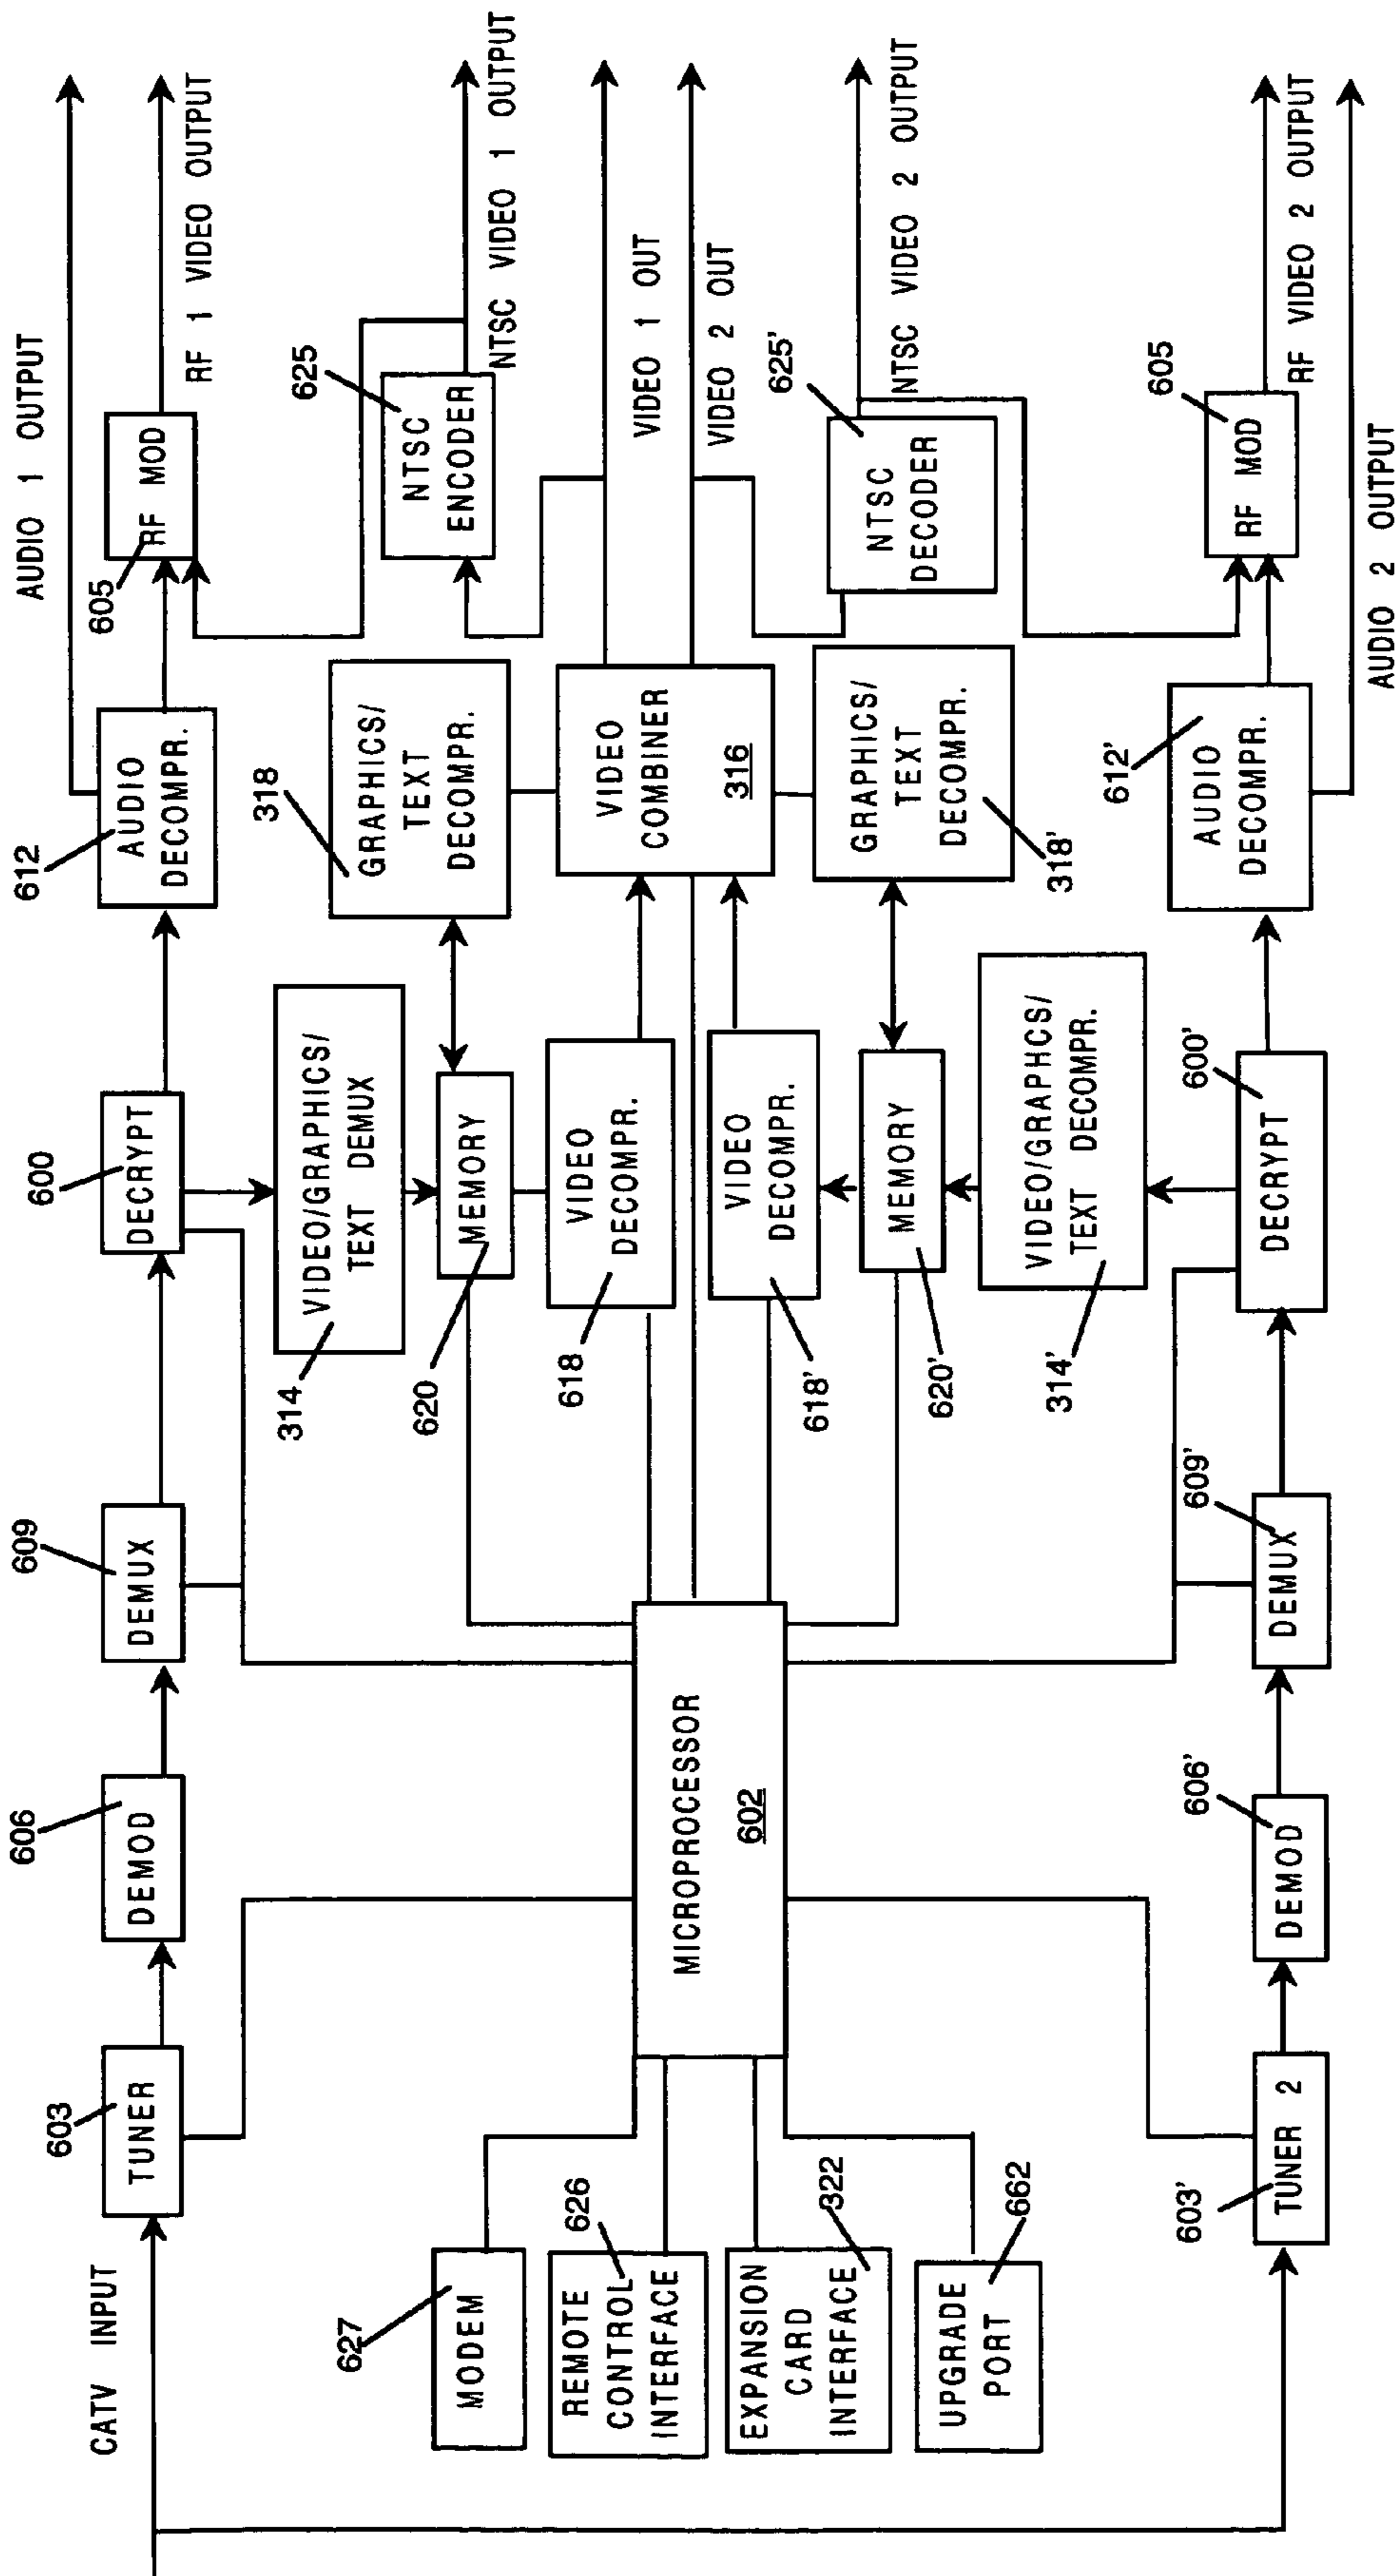 AUDIO 1 OUTPUT
612
AUDIO
DECOMPR.
605
RF MOD
RF 1 VIDEO OUTPUT
600
DECRYPT
609
DEMUX
606
DEMOD
603
TUNER
CATV INPUT
314
VIDEO/GRAPHICS/
TEXT DEMUX
318
GRAPHICS/
TEXT
DECOMPR.
625
NTSC
ENCODER
NTSC VIDEO 1 OUTPUT
620
MEMORY
627
MODEM
618
VIDEO
DECOMPR.
VIDEO
COMBINER
316
VIDEO 1 OUT
VIDEO 2 OUT
626
REMOTE
CONTROL
INTERFACE
MICROPROCESSOR
602
618'
VIDEO
DECOMPR.
322
EXPANSION
CARD
INTERFACE
620'
MEMORY
318'
GRAPHICS/
TEXT
DECOMPR.
625'
NTSC
DECODER
NTSC VIDEO 2 OUTPUT
662
UPGRADE
PORT
314'
VIDEO/GRAPHCS/
TEXT DECOMPR.
603'
TUNER 2
606'
DEMOD
609'
DEMUX
600'
DECRYPT
612'
AUDIO
DECOMPR.
605
RF MOD
RF VIDEO 2 OUTPUT
AUDIO 2 OUTPUT